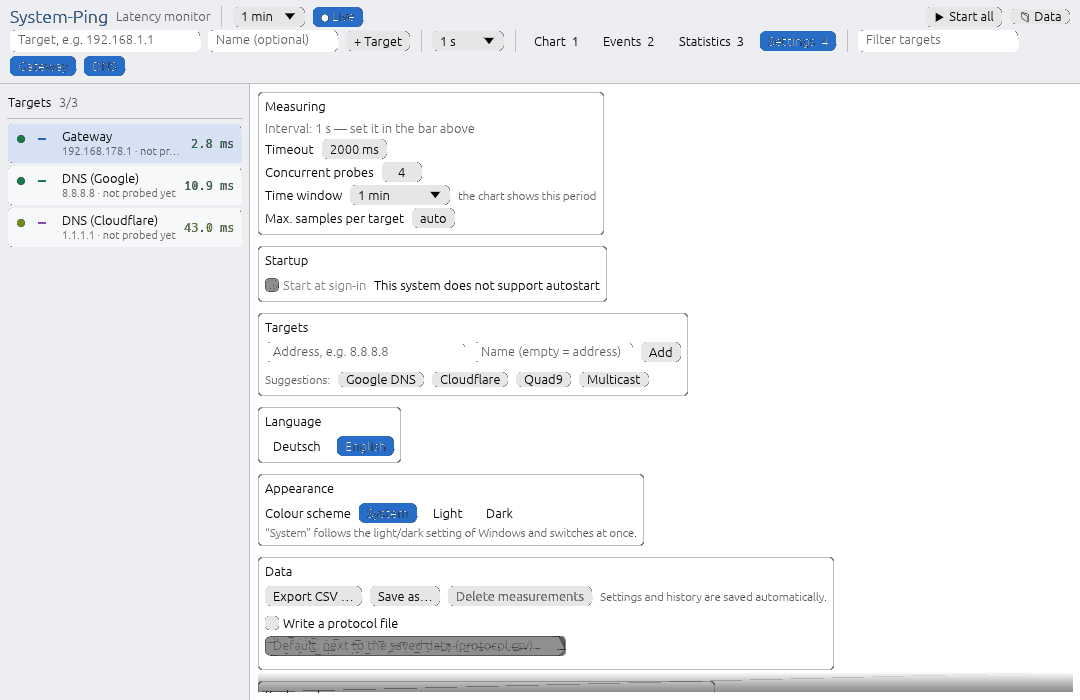 System-Ping Latency monitor 1 min Live Start all Data
Target, e.g. 192.168.1.1 Name (optional) + Target 1 s Chart 1 Events 2 Statistics 3 Settings 4 Filter targets
Gateway DNS
Targets 3/3
Gateway
192.168.178.1 · not pr... 2.8 ms
DNS (Google)
8.8.8.8 · not probed yet 10.9 ms
DNS (Cloudflare)
1.1.1.1 · not probed yet 43.0 ms
Measuring
Interval: 1 s — set it in the bar above
Timeout 2000 ms
Concurrent probes 4
Time window 1 min the chart shows this period
Max. samples per target auto
Startup
Start at sign-in This system does not support autostart
Targets
Address, e.g. 8.8.8.8 Name (empty = address) Add
Suggestions: Google DNS Cloudflare Quad9 Multicast
Language
Deutsch English
Appearance
Colour scheme System Light Dark
"System" follows the light/dark setting of Windows and switches at once.
Data
Export CSV ... Save as... Delete measurements Settings and history are saved automatically.
Write a protocol file
Default: next to the saved data (protocol.csv)...